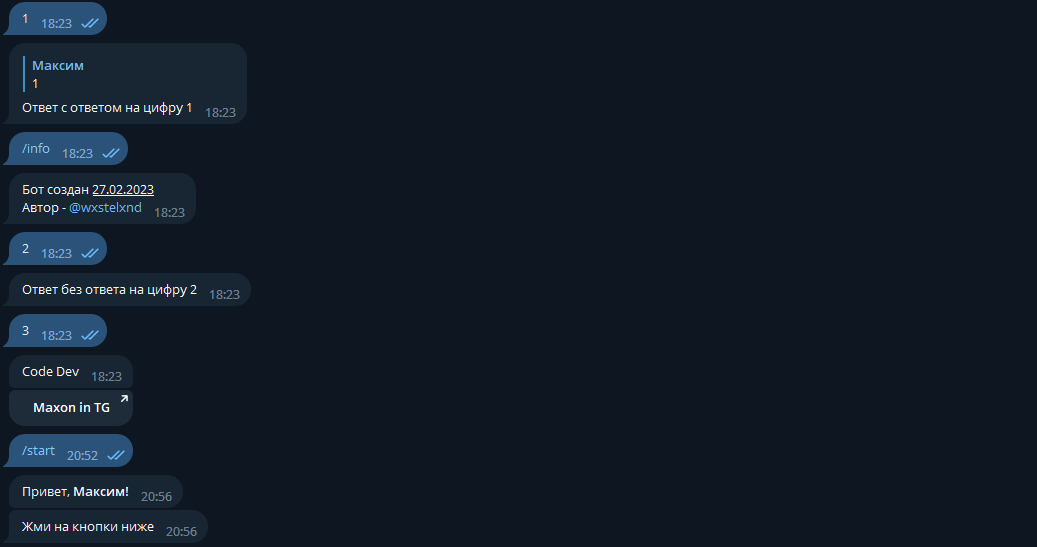 1 18:23
Максим
1
Ответ с ответом на цифру 1 18:23
/info 18:23
Бот создан 27.02.2023
Автор - @wxstelxnd 18:23
2 18:23
Ответ без ответа на цифру 2 18:23
3 18:23
Code Dev 18:23
Maxon in TG
/start 20:52
Привет, Максим! 20:56
Жми на кнопки ниже 20:56